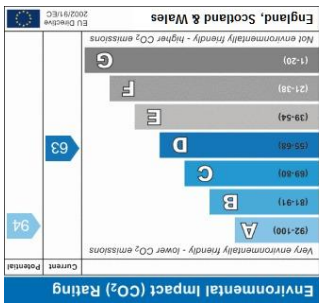 Environmental Impact (CO₂) Rating
Current Potential
Very environmentally friendly - lower CO₂ emissions
(92-100) A
(81-91) B
(69-80) C
(55-68) D
(39-54) E
(21-38) F
(1-20) G
63
94
Not environmentally friendly - higher CO₂ emissions
England, Scotland & Wales
EU Directive
2002/91/EC